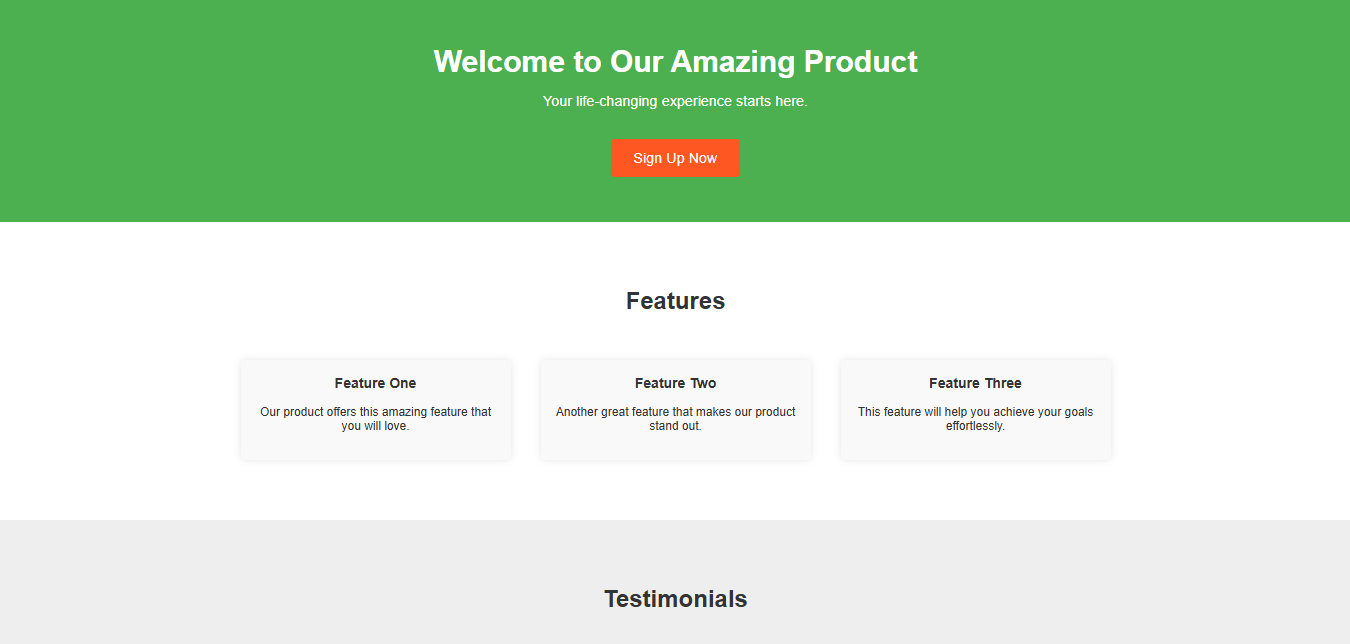 Welcome to Our Amazing Product
Your life-changing experience starts here.
Sign Up Now
Features
Feature One
Our product offers this amazing feature that
you will love.
Feature Two
Another great feature that makes our product
stand out.
Feature Three
This feature will help you achieve your goals
effortlessly.
Testimonials